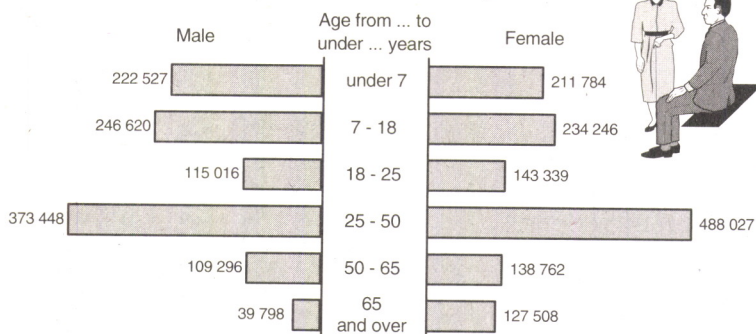 Age from ... to
Male under ... years Female
222 527 under 7 211 784
246 620 7 - 18 234 246
115 016 18 - 25 143 339
373 448 25 - 50 488 027
109 296 50 - 65 138 762
39 798 65 and over 127 508